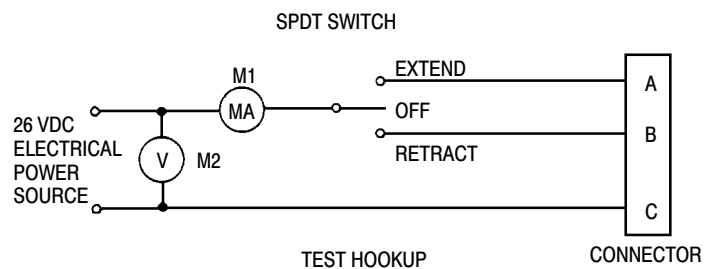 SPDT SWITCH
M1
MA
EXTEND
OFF
RETRACT
A
B
C
26 VDC
ELECTRICAL
POWER
SOURCE
V
M2
TEST HOOKUP
CONNECTOR